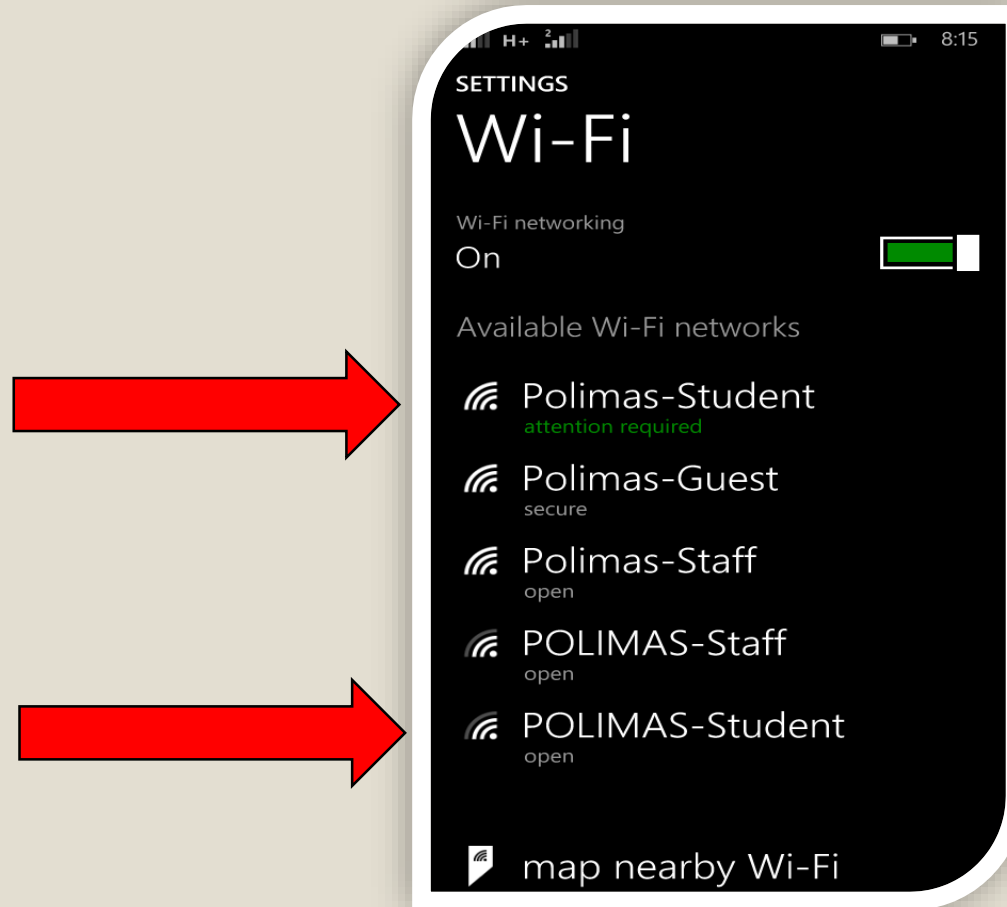 H+ 2 8:15
SETTINGS
Wi-Fi
Wi-Fi networking
On
Available Wi-Fi networks
Polimas-Student
attention required
Polimas-Guest
secure
Polimas-Staff
open
POLIMAS-Staff
open
POLIMAS-Student
open
map nearby Wi-Fi